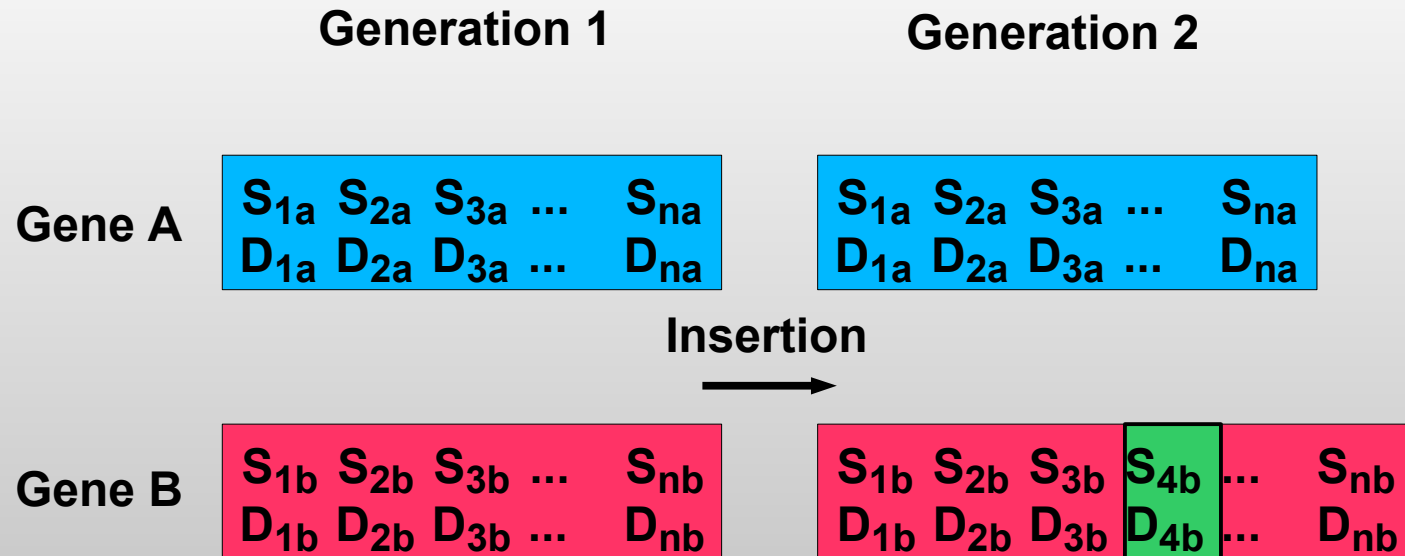 Generation 1 Generation 2
Gene A
S1a S2a S3a ... Sna
D1a D2a D3a ... Dna
S1a S2a S3a ... Sna
D1a D2a D3a ... Dna
Insertion
Gene B
S1b S2b S3b ... Snb
D1b D2b D3b ... Dnb
S1b S2b S3b S4b ... Snb
D1b D2b D3b D4b ... Dnb